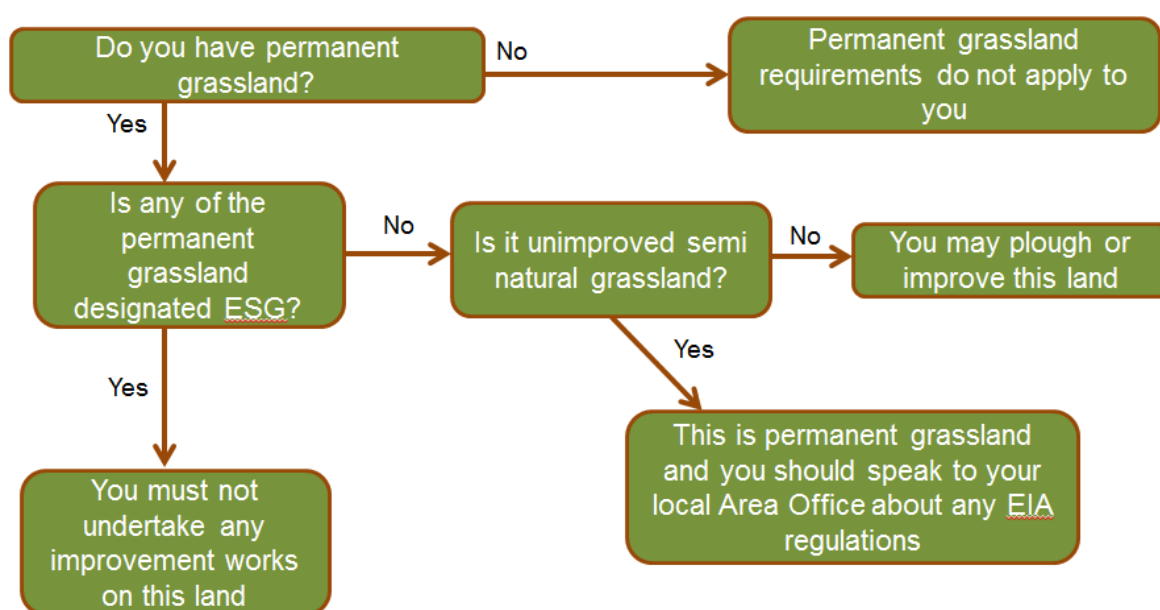 Do you have permanent
grassland?
No
Permanent grassland
requirements do not apply to
you
Yes
Is any of the
permanent
grassland
designated ESG?
No
Is it unimproved semi
natural grassland?
No
You may plough or
improve this land
Yes
Yes
This is permanent grassland
and you should speak to your
local Area Office about any EIA
regulations
You must not
undertake any
improvement works
on this land